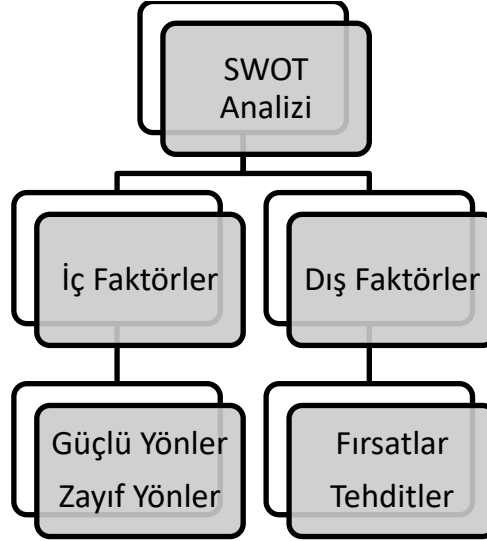 SWOT
Analizi
İç Faktörler
Dış Faktörler
Güçlü Yönler
Zayıf Yönler
Fırsatlar
Tehditler